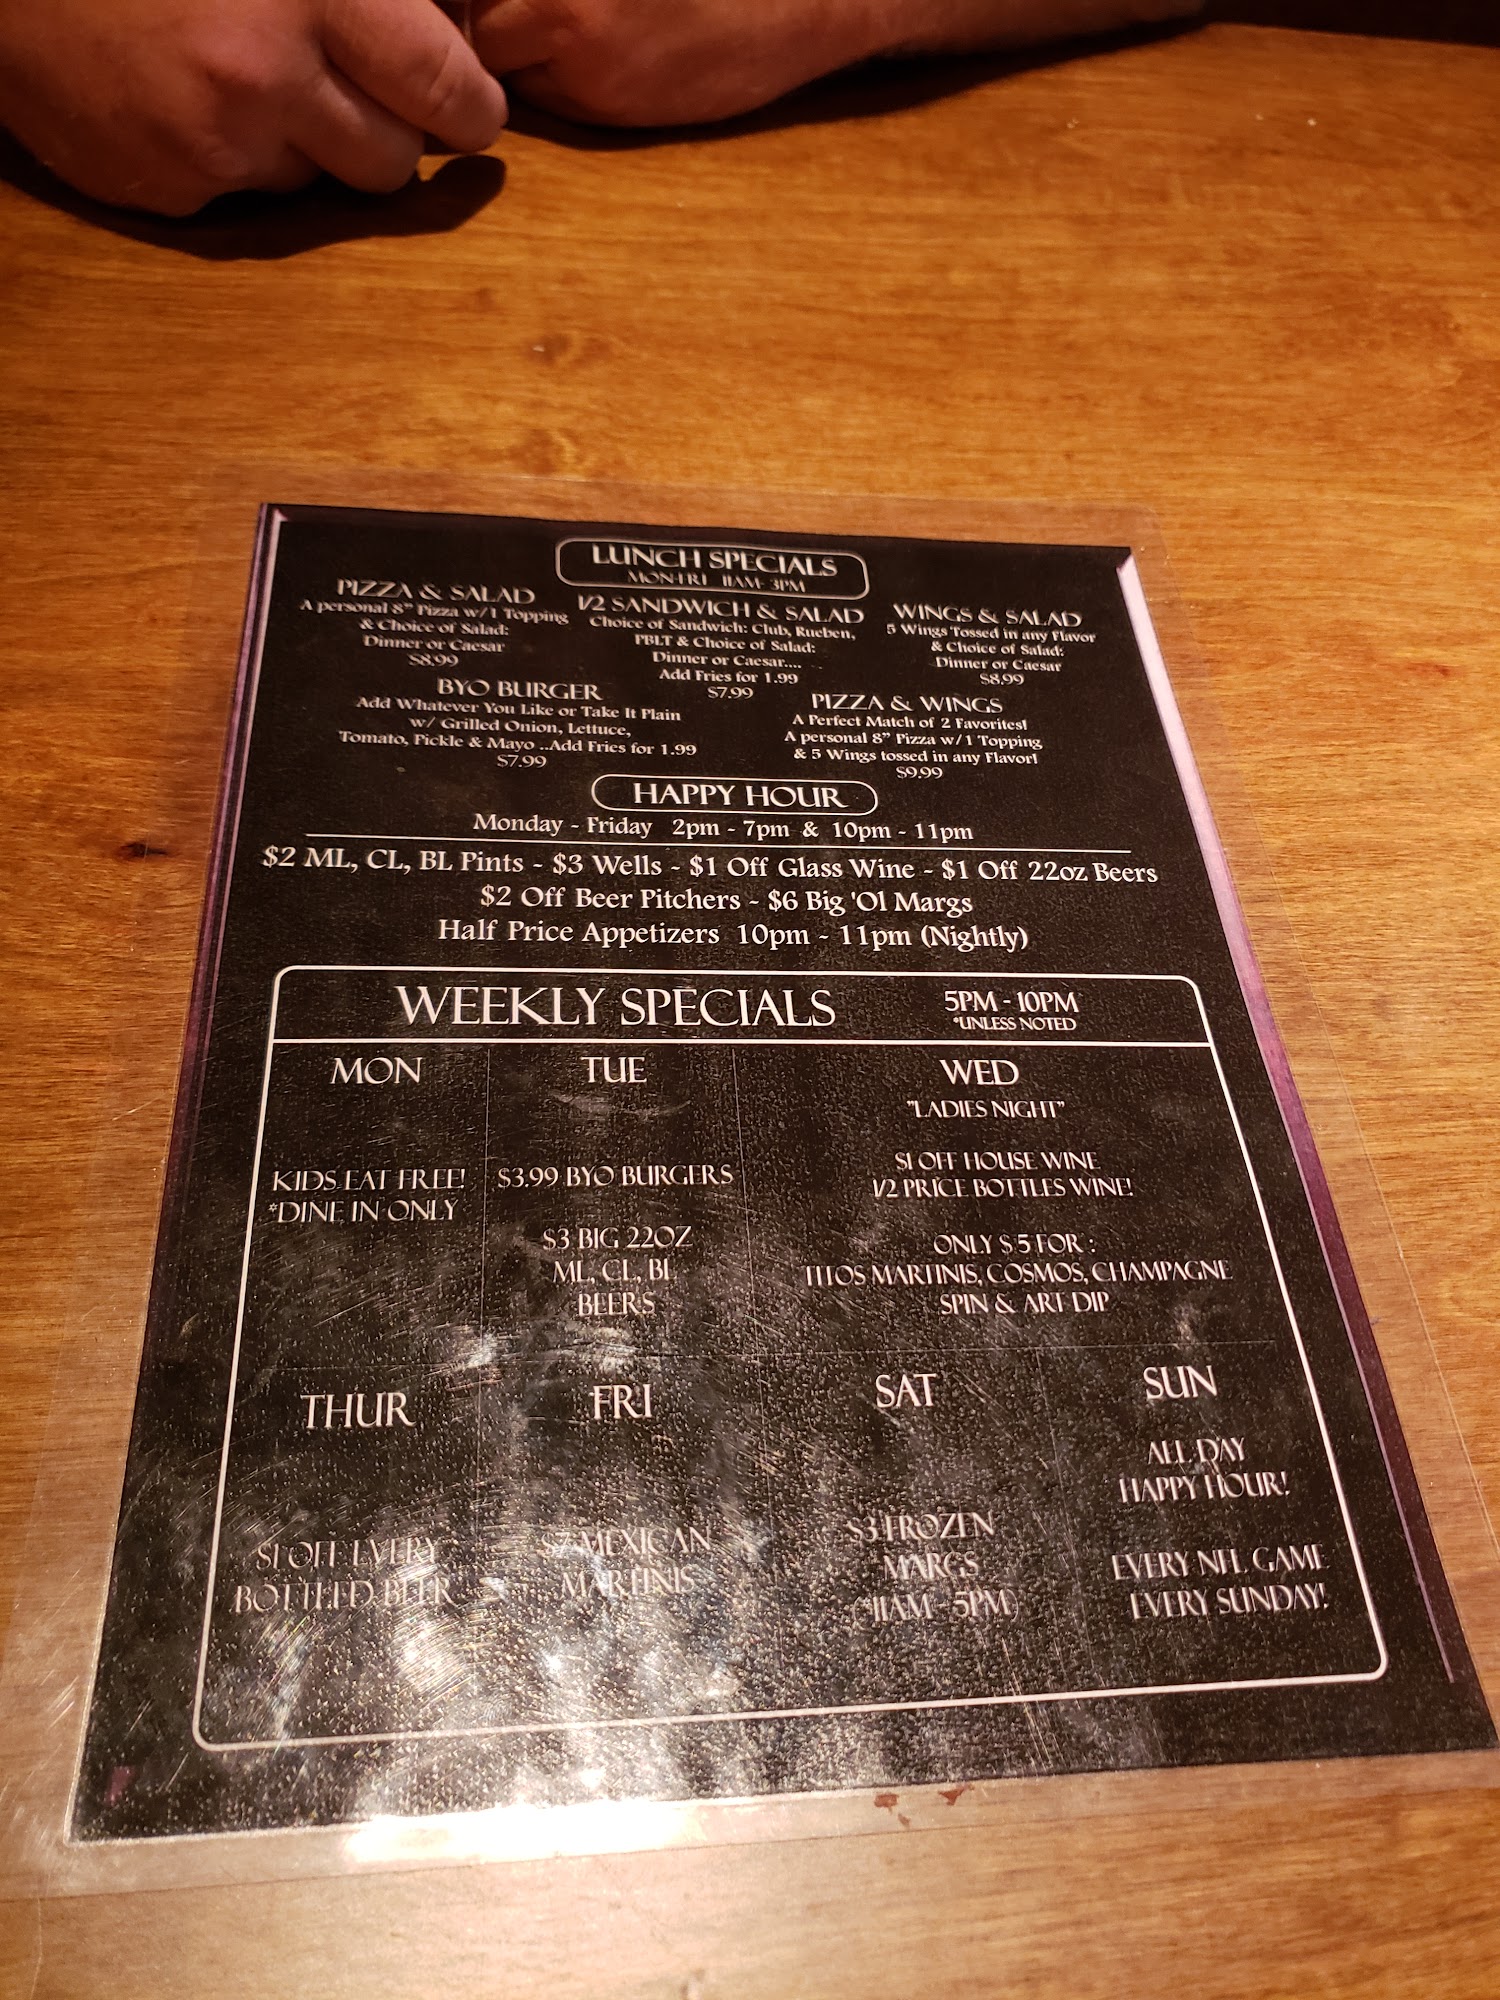 LUNCH SPECIALS
MON-FRI 11AM- 3PM
PIZZA & SALAD
A personal 8" Pizza w/1 Topping
& Choice of Salad:
Dinner or Caesar
$8.99
1/2 SANDWICH & SALAD
Choice of Sandwich: Club, Rueben,
PBLT & Choice of Salad:
Dinner or Caesar....
Add Fries for 1.99
$7.99
WINGS & SALAD
5 Wings Tossed in any Flavor
& Choice of Salad:
Dinner or Caesar
$8.99
BYO BURGER
Add Whatever You Like or Take It Plain
w/ Grilled Onion, Lettuce,
Tomato, Pickle & Mayo ..Add Fries for 1.99
$7.99
PIZZA & WINGS
A Perfect Match of 2 Favorites!
A personal 8" Pizza w/1 Topping
& 5 Wings tossed in any Flavor!
$9.99
HAPPY HOUR
Monday - Friday 2pm - 7pm & 10pm - 11pm
$2 ML, CL, BL Pints - $3 Wells - $1 Off Glass Wine - $1 Off 22oz Beers
$2 Off Beer Pitchers - $6 Big 'Ol Margs
Half Price Appetizers 10pm - 11pm (Nightly)
WEEKLY SPECIALS
5PM - 10PM
*UNLESS NOTED
MON
KIDS EAT FREE!
*DINE IN ONLY
TUE
$3.99 BYO BURGERS
$3 BIG 22OZ
ML, CL, BL
BEERS
WED
"LADIES NIGHT"
$1 OFF HOUSE WINE
1/2 PRICE BOTTLES WINE!
ONLY $5 FOR :
TITOS MARTINIS, COSMOS, CHAMPAGNE
SPIN & ART DIP
THUR
$1 OFF EVERY
BOTTLED BEER
FRI
$7 MEXICAN
MARTINIS
SAT
$3 FROZEN
MARGS
(*11AM - 5PM)
SUN
ALL DAY
HAPPY HOUR!
EVERY NFL GAME
EVERY SUNDAY!